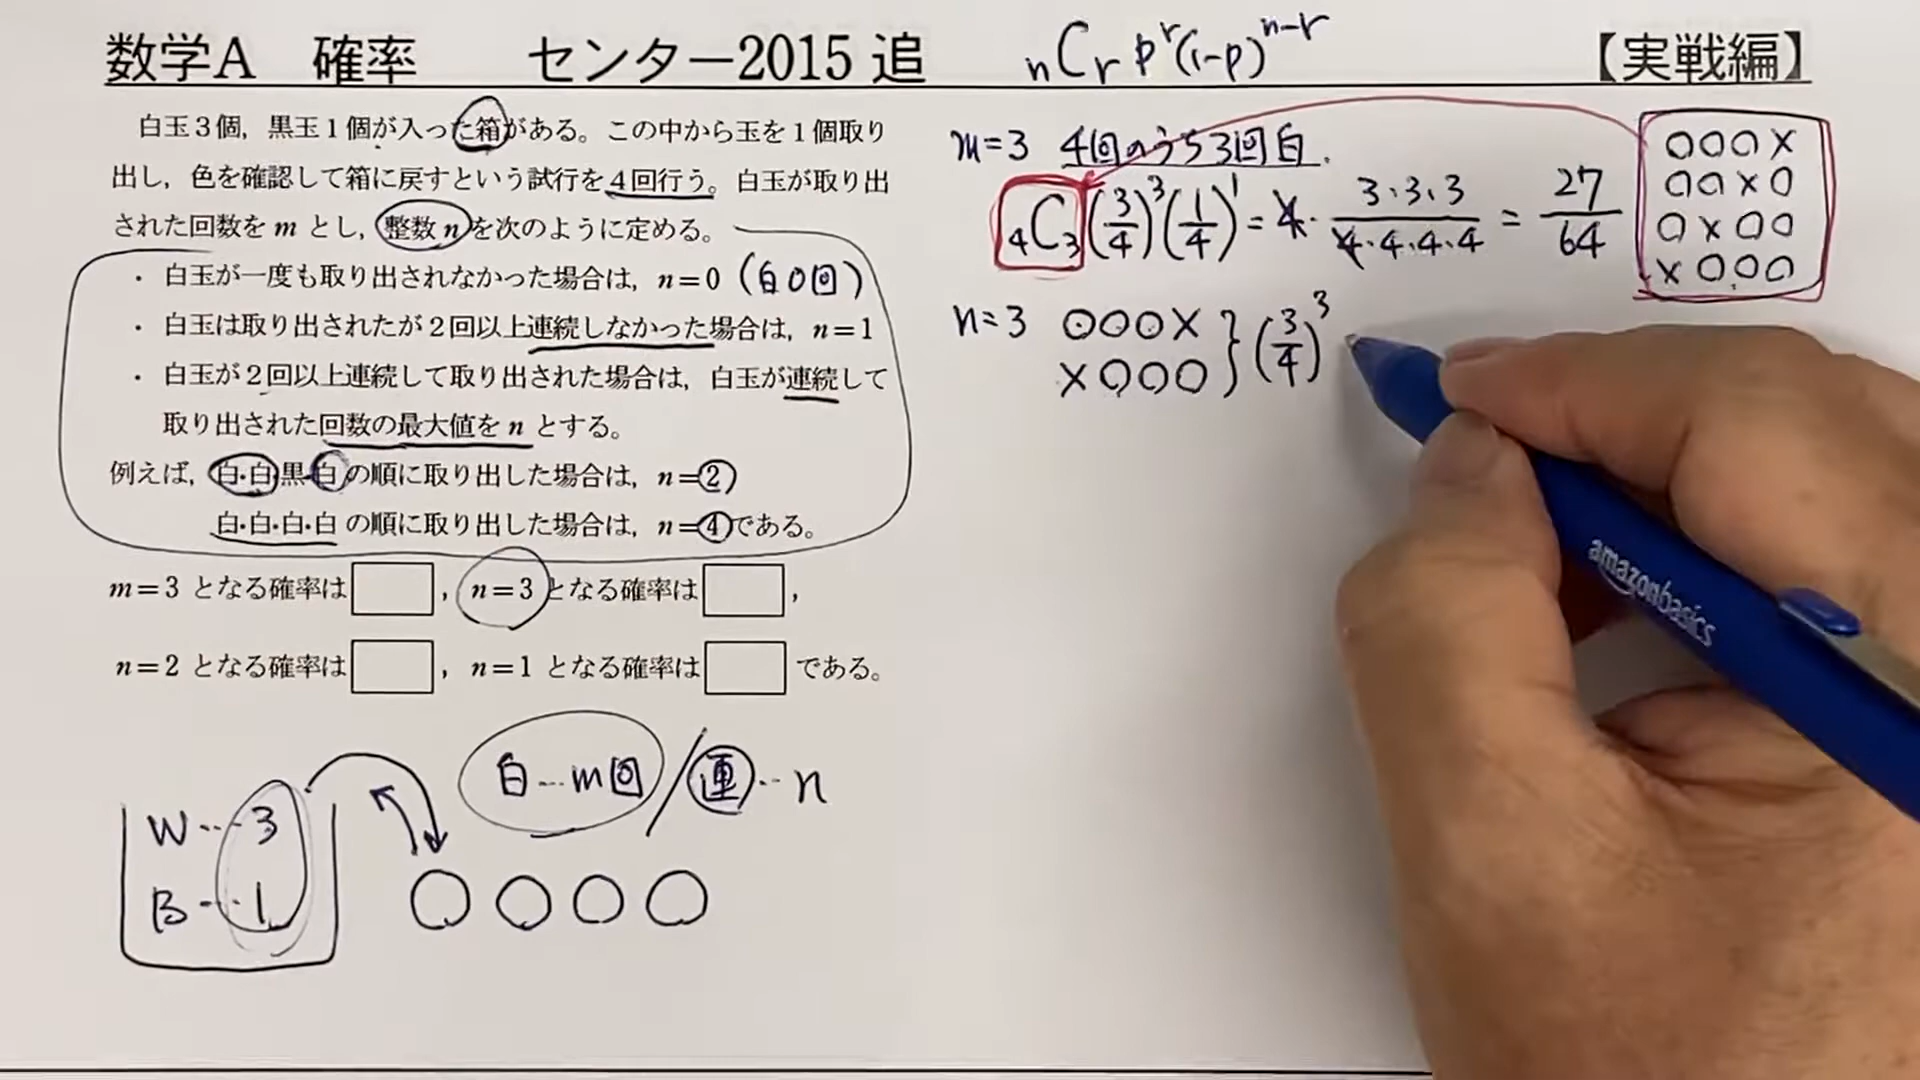 数学A 確率 センター2015 追 nCr p^r(1-p)^{n-r} 【実戦編】
白玉3個，黒玉1個が入った箱がある。この中から玉を1個取り
出し，色を確認して箱に戻すという試行を4回行う。白玉が取り出
された回数を m とし，整数 n を次のように定める。
・ 白玉が一度も取り出されなかった場合は，n＝0 (白0回)
・ 白玉は取り出されたが2回以上連続しなかった場合は，n＝1
・ 白玉が2回以上連続して取り出された場合は，白玉が連続して
取り出された回数の最大値を n とする。
例えば，白・白・黒・白 の順に取り出した場合は，n＝2
白・白・白・白 の順に取り出した場合は，n＝4である。
m＝3 となる確率は ，n＝3 となる確率は ，
n＝2 となる確率は ，n＝1 となる確率は である。
白…m回 / 連…n
W…3
B…1
m=3 4回のうち3回白.
4C3 (3/4)^3 (1/4)^1 = 4・3・3・3/4・4・4・4 = 27/64
○○○×
○○×○
○×○○
×○○○
n=3 ○○○×
×○○○ } (3/4)^3
amazonbasics